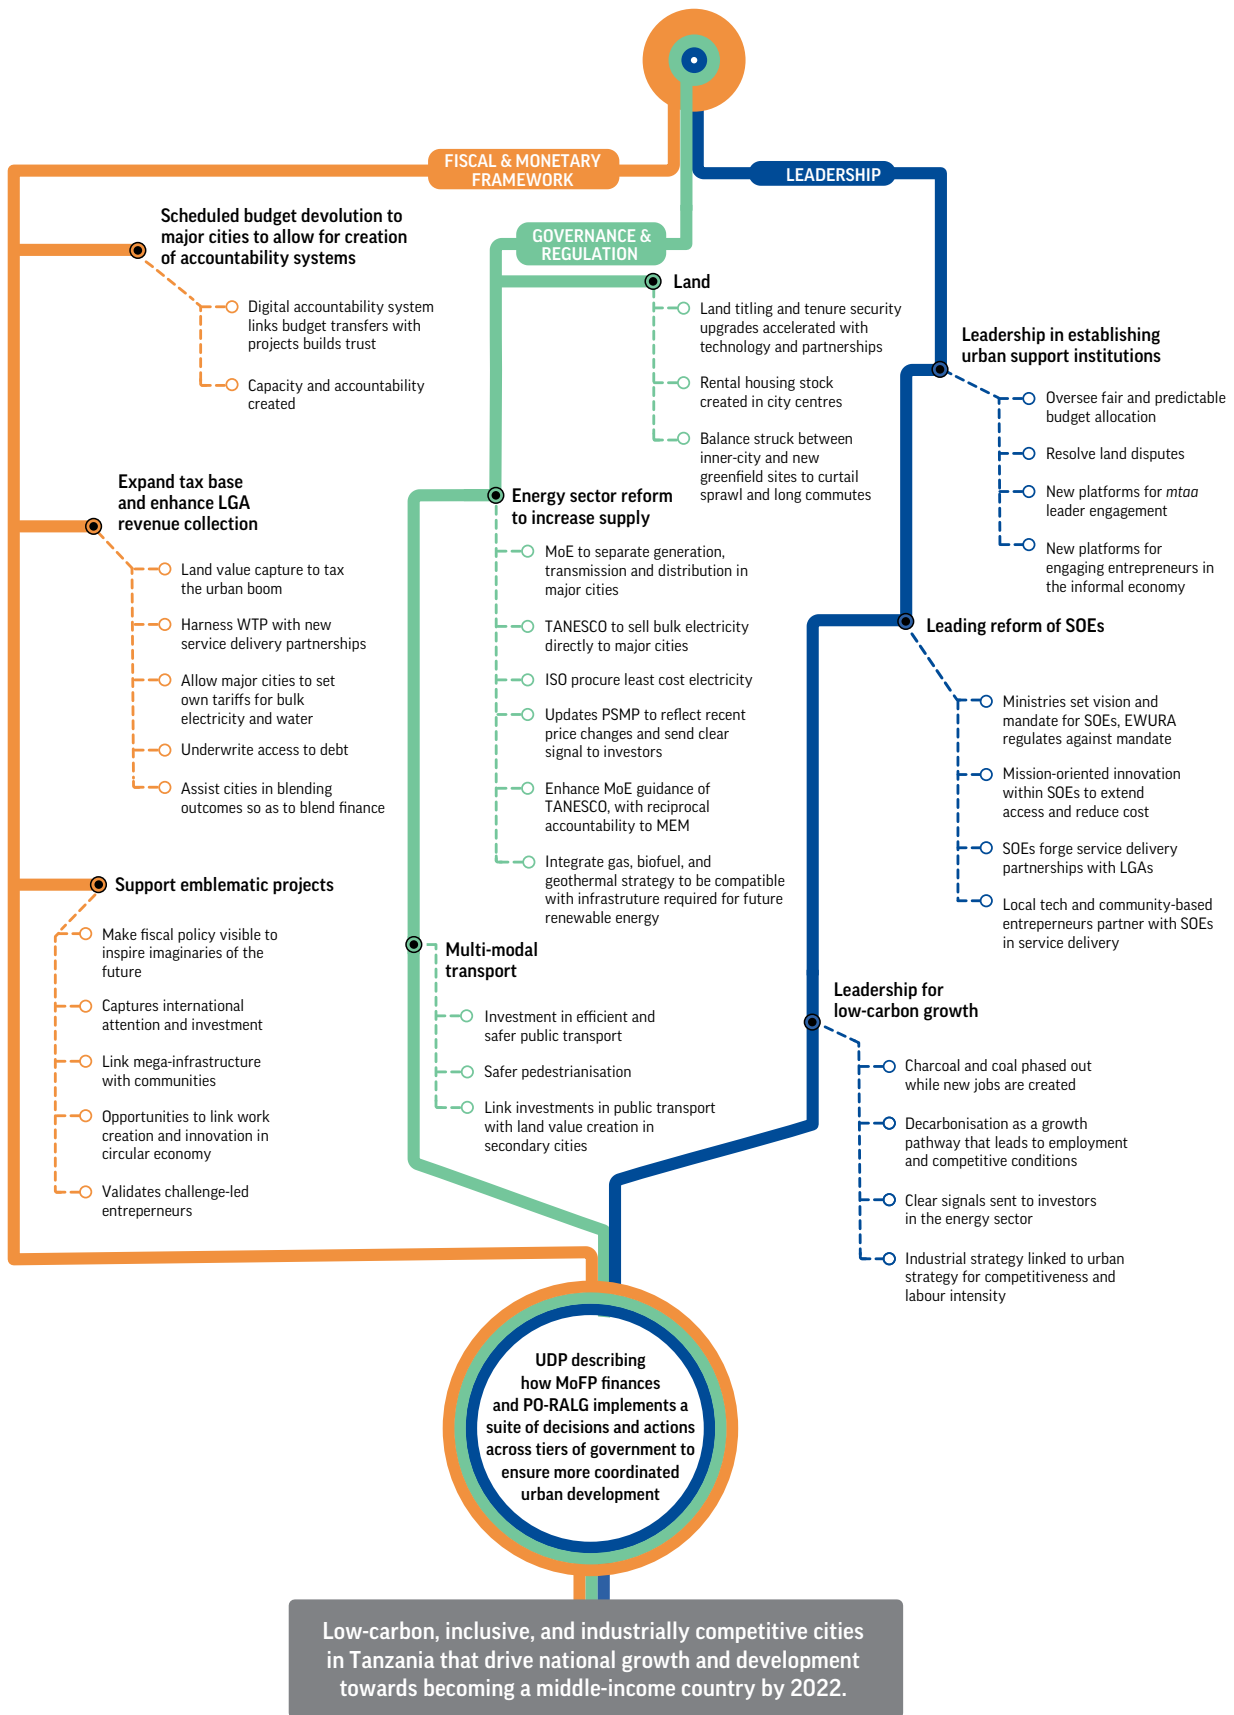 FISCAL & MONETARY
FRAMEWORK
Scheduled budget devolution to
major cities to allow for creation
of accountability systems
Digital accountability system
links budget transfers with
projects builds trust
Capacity and accountability
created
Expand tax base
and enhance LGA
revenue collection
Land value capture to tax
the urban boom
Harness WTP with new
service delivery partnerships
Allow major cities to set
own tariffs for bulk
electricity and water
Underwrite access to debt
Assist cities in blending
outcomes so as to blend finance
Support emblematic projects
Make fiscal policy visible to
inspire imaginaries of the
future
Captures international
attention and investment
Link mega-infrastructure
with communities
Opportunities to link work
creation and innovation in
circular economy
Validates challenge-led
entreperneurs
GOVERNANCE &
REGULATION
Land
Land titling and tenure security
upgrades accelerated with
technology and partnerships
Rental housing stock
created in city centres
Balance struck between
inner-city and new
greenfield sites to curtail
sprawl and long commutes
Energy sector reform
to increase supply
MoE to separate generation,
transmission and distribution in
major cities
TANESCO to sell bulk electricity
directly to major cities
ISO procure least cost electricity
Updates PSMP to reflect recent
price changes and send clear
signal to investors
Enhance MoE guidance of
TANESCO, with reciprocal
accountability to MEM
Integrate gas, biofuel, and
geothermal strategy to be compatible
with infrastruture required for future
renewable energy
Multi-modal
transport
Investment in efficient and
safer public transport
Safer pedestrianisation
Link investments in public transport
with land value creation in
secondary cities
LEADERSHIP
Leadership in establishing
urban support institutions
Oversee fair and predictable
budget allocation
Resolve land disputes
New platforms for mtaa
leader engagement
New platforms for
engaging entrepreneurs in
the informal economy
Leading reform of SOEs
Ministries set vision and
mandate for SOEs, EWURA
regulates against mandate
Mission-oriented innovation
within SOEs to extend
access and reduce cost
SOEs forge service delivery
partnerships with LGAs
Local tech and community-based
entreperneurs partner with SOEs
in service delivery
Leadership for
low-carbon growth
Charcoal and coal phased out
while new jobs are created
Decarbonisation as a growth
pathway that leads to employment
and competitive conditions
Clear signals sent to investors
in the energy sector
Industrial strategy linked to urban
strategy for competitiveness and
labour intensity
UDP describing
how MoFP finances
and PO-RALG implements a
suite of decisions and actions
across tiers of government to
ensure more coordinated
urban development
Low-carbon, inclusive, and industrially competitive cities
in Tanzania that drive national growth and development
towards becoming a middle-income country by 2022.